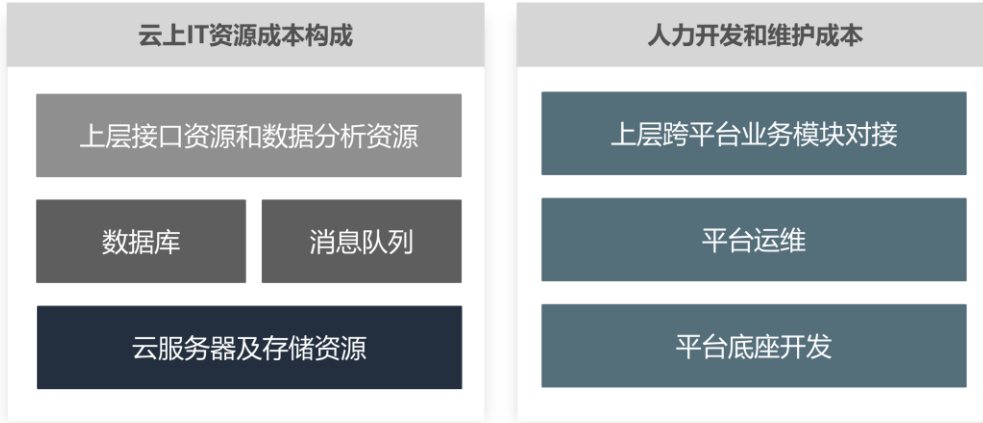 云上IT资源成本构成
上层接口资源和数据分析资源
数据库
消息队列
云服务器及存储资源
人力开发和维护成本
上层跨平台业务模块对接
平台运维
平台底座开发